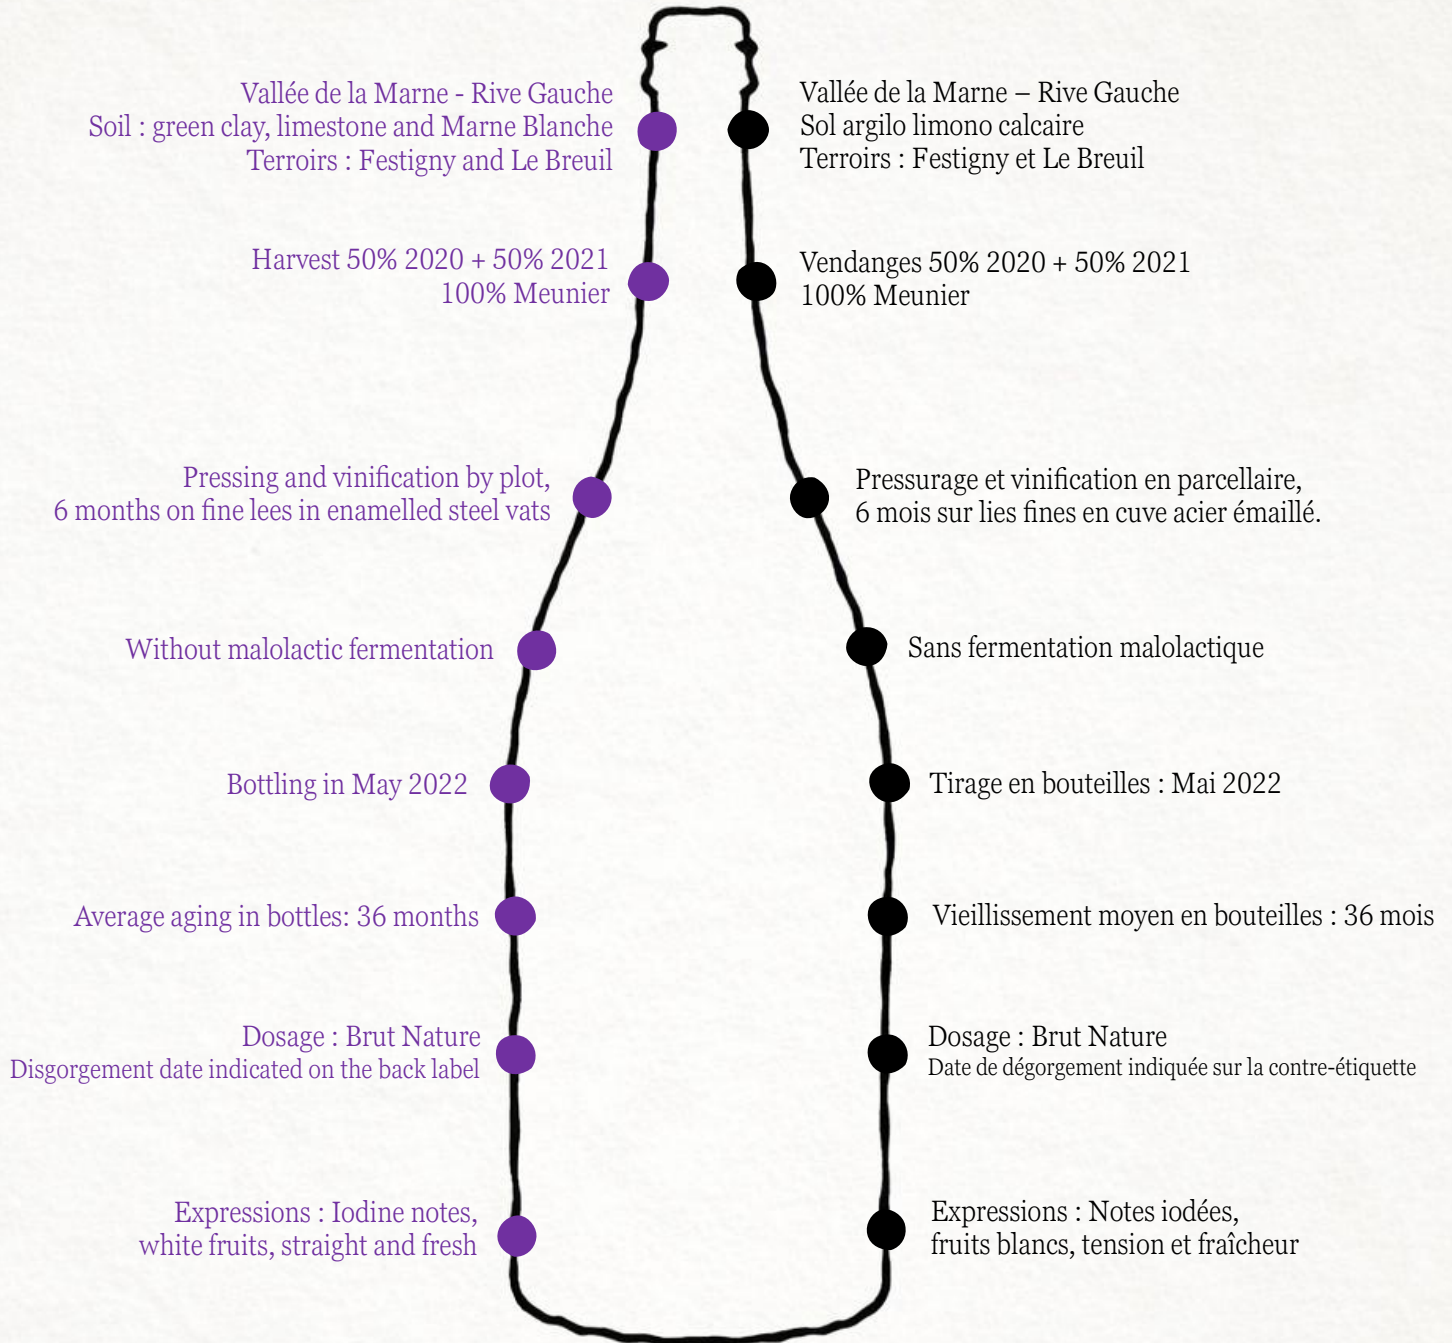 Vallée de la Marne - Rive Gauche
Soil : green clay, limestone and Marne Blanche
Terroirs : Festigny and Le Breuil
Vallée de la Marne – Rive Gauche
Sol argilo limono calcaire
Terroirs : Festigny et Le Breuil
Harvest 50% 2020 + 50% 2021
100% Meunier
Vendanges 50% 2020 + 50% 2021
100% Meunier
Pressing and vinification by plot,
6 months on fine lees in enamelled steel vats
Pressurage et vinification en parcellaire,
6 mois sur lies fines en cuve acier émaillé.
Without malolactic fermentation
Sans fermentation malolactique
Bottling in May 2022
Tirage en bouteilles : Mai 2022
Average aging in bottles: 36 months
Vieillissement moyen en bouteilles : 36 mois
Dosage : Brut Nature
Disgorgement date indicated on the back label
Dosage : Brut Nature
Date de dégorgement indiquée sur la contre-étiquette
Expressions : Iodine notes,
white fruits, straight and fresh
Expressions : Notes iodées,
fruits blancs, tension et fraîcheur